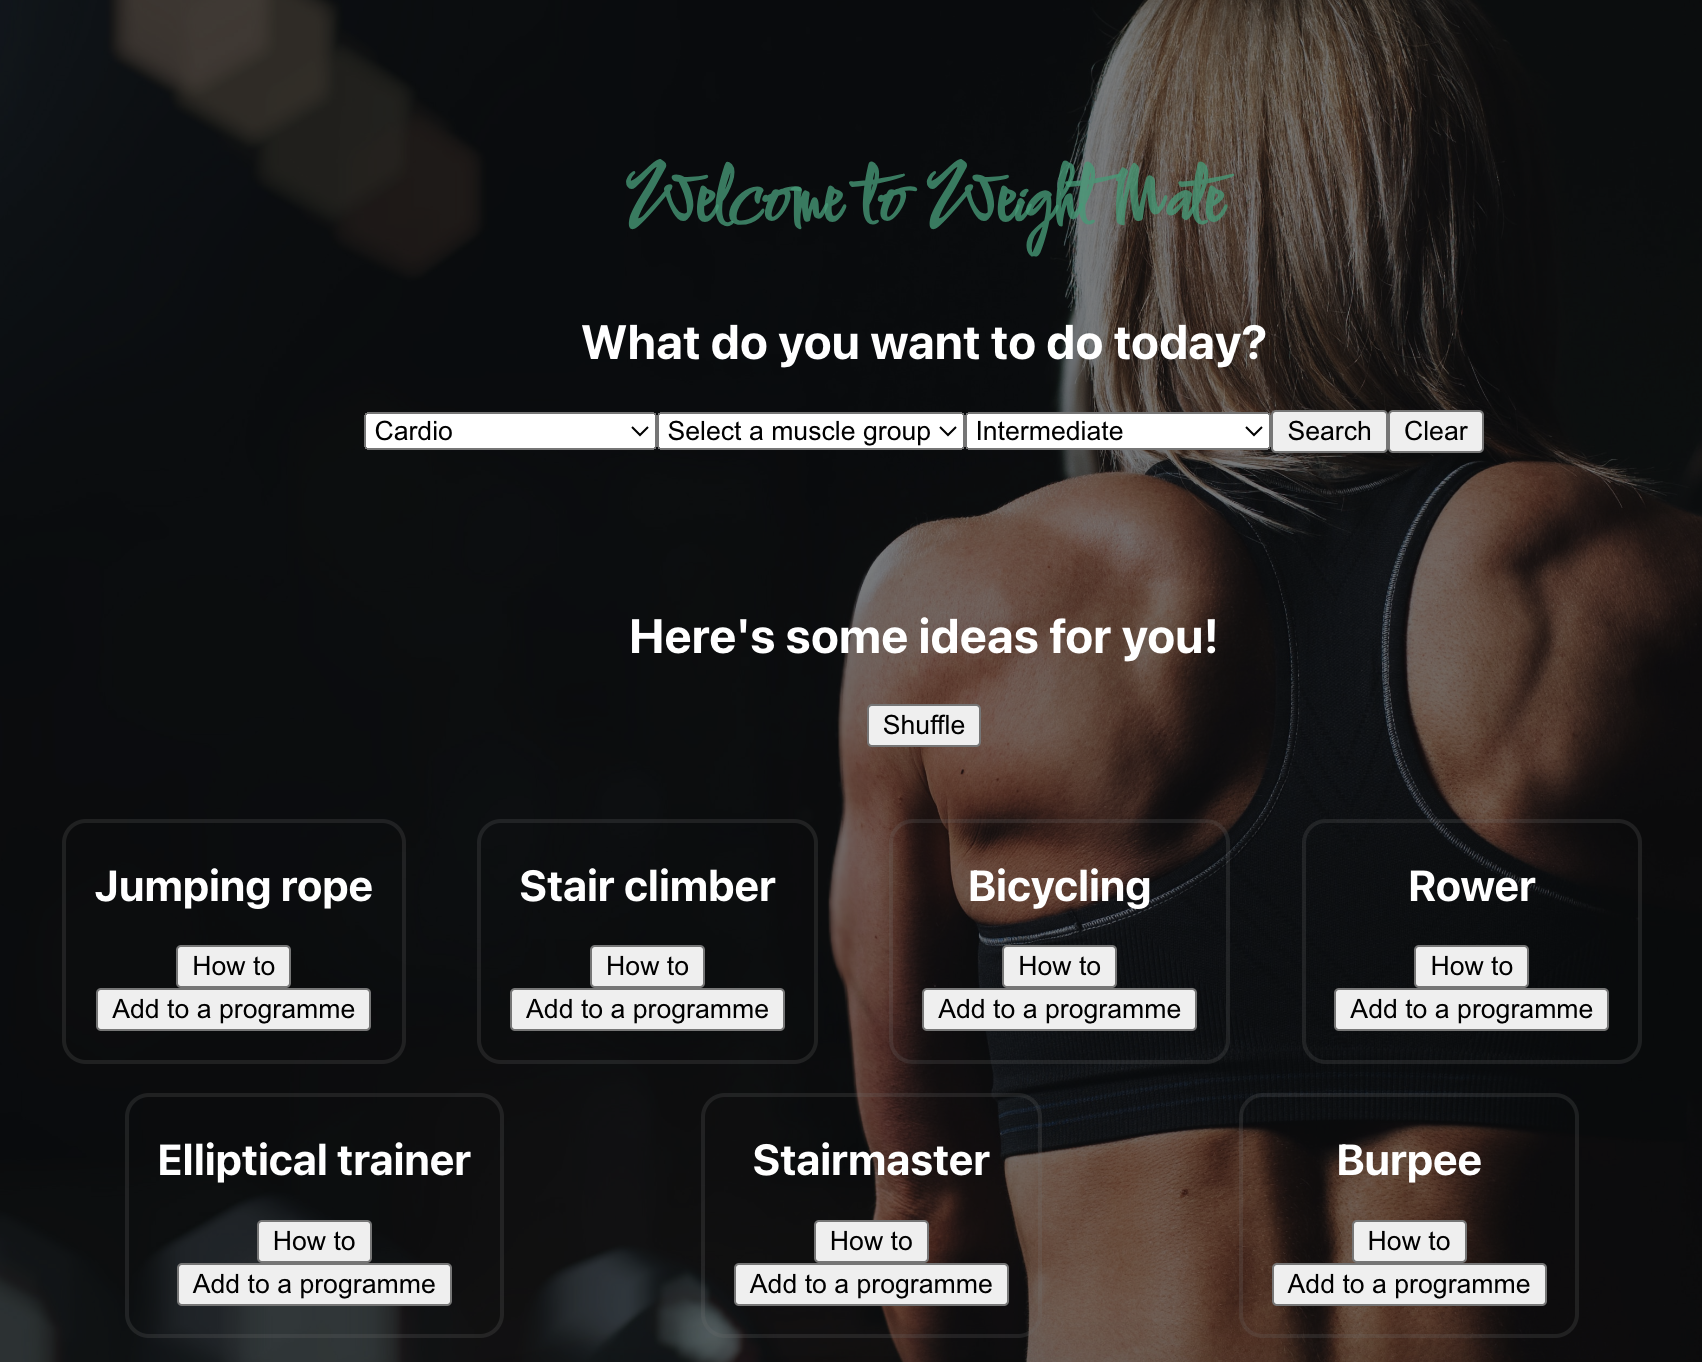 Welcome to Weight Mate
What do you want to do today?
Cardio Select a muscle group Intermediate Search Clear
Here's some ideas for you!
Shuffle
Jumping rope Stair climber Bicycling Rower
How to How to How to How to
Add to a programme Add to a programme Add to a programme Add to a programme
Elliptical trainer Stairmaster Burpee
How to How to How to
Add to a programme Add to a programme Add to a programme